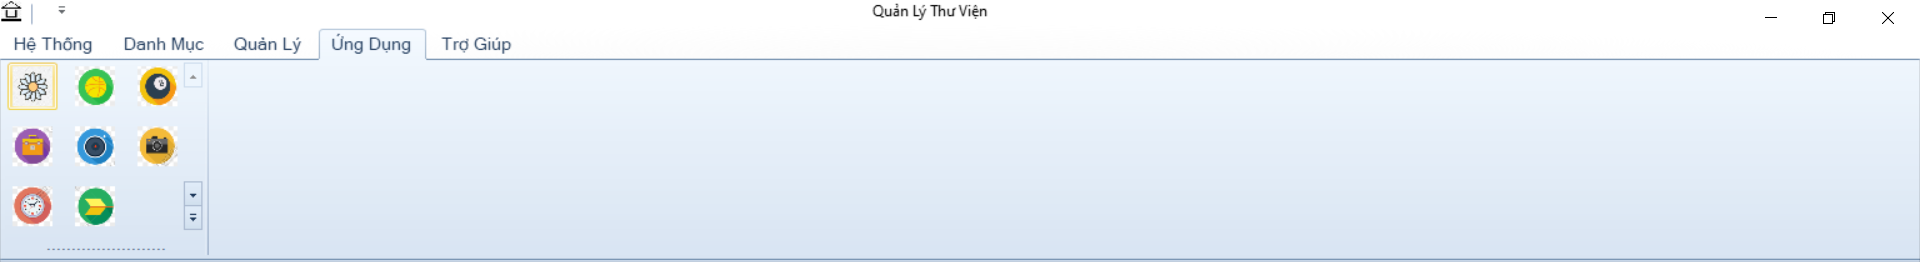 Quản Lý Thư Viện
Hệ Thống Danh Mục Quản Lý Ứng Dụng Trợ Giúp